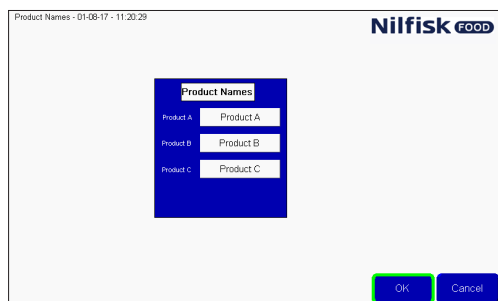 Product Names - 01-08-17 - 11:20:29
Nilfisk FOOD
Product Names
Product A Product A
Product B Product B
Product C Product C
OK Cancel